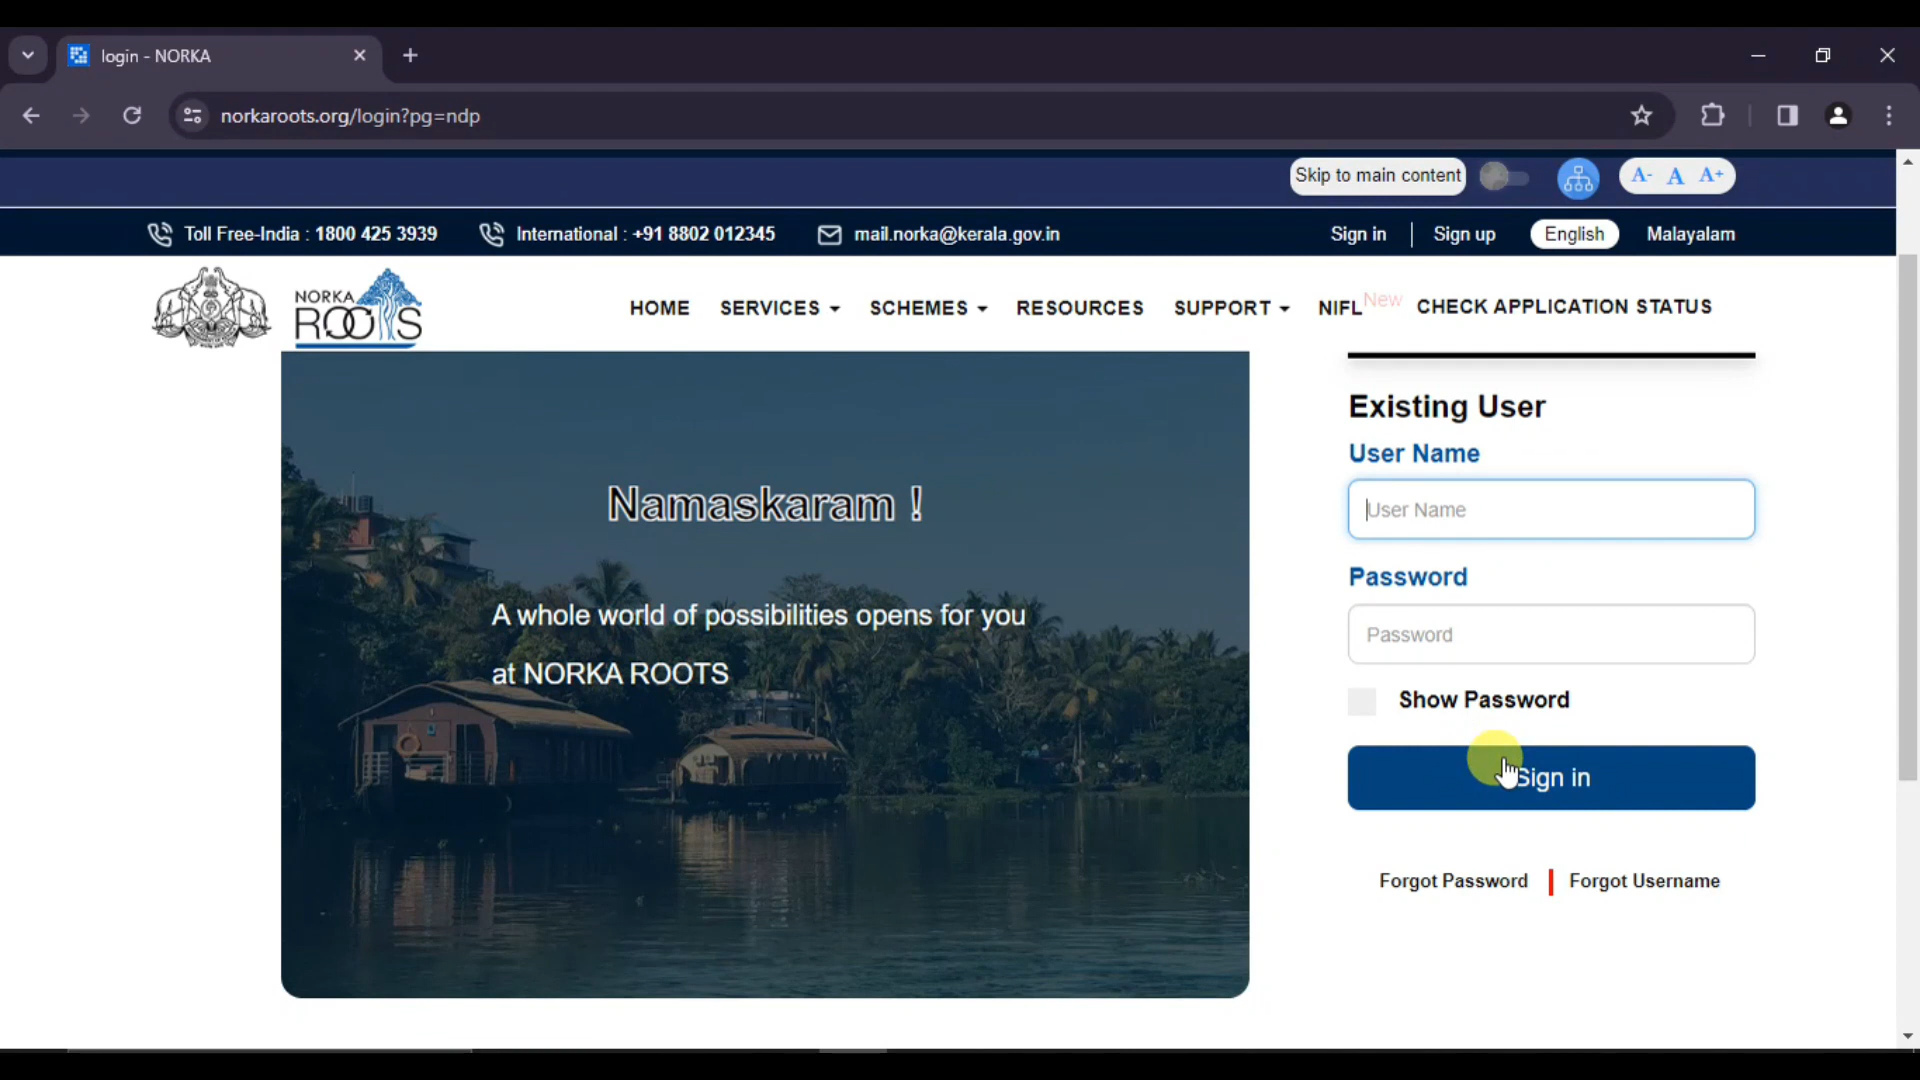 login - NORKA
norkaroots.org/login?pg=ndp
Skip to main content
A- A A+
Toll Free-India : 1800 425 3939
International : +91 8802 012345
mail.norka@kerala.gov.in
Sign in
Sign up
English
Malayalam
NORKA
ROOTS
HOME
SERVICES
SCHEMES
RESOURCES
SUPPORT
NIFL New
CHECK APPLICATION STATUS
Namaskaram !
A whole world of possibilities opens for you
at NORKA ROOTS
Existing User
User Name
User Name
Password
Password
Show Password
Sign in
Forgot Password
Forgot Username